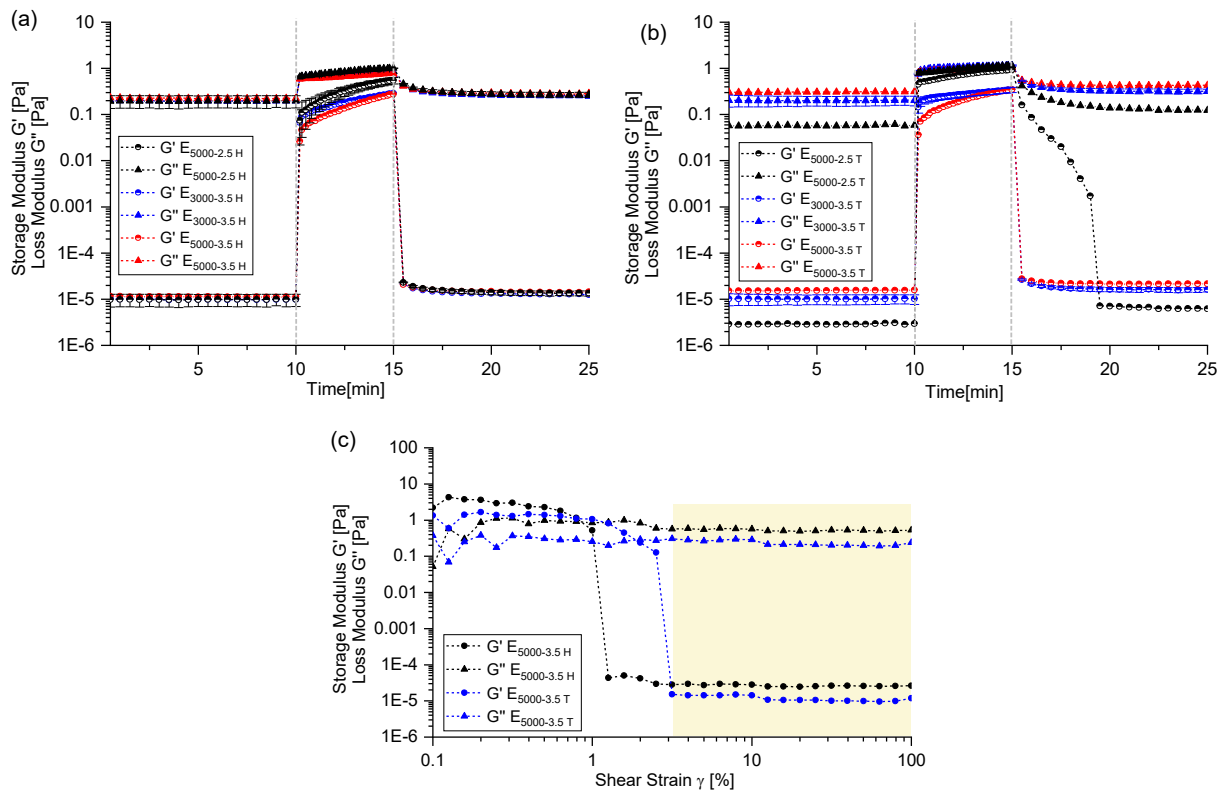 (a)
Storage Modulus G' [Pa]
Loss Modulus G" [Pa]
10
1
0.1
0.01
0.001
1E-4
1E-5
1E-6
G' E5000-2.5 H
G" E5000-2.5 H
G' E3000-3.5 H
G" E3000-3.5 H
G' E5000-3.5 H
G" E5000-3.5 H
5
10
15
20
25
Time[min]
(b)
Storage Modulus G' [Pa]
Loss Modulus G" [Pa]
10
1
0.1
0.01
0.001
1E-4
1E-5
1E-6
G' E5000-2.5 T
G" E5000-2.5 T
G' E3000-3.5 T
G" E3000-3.5 T
G' E5000-3.5 T
G" E5000-3.5 T
5
10
15
20
25
Time[min]
(c)
Storage Modulus G' [Pa]
Loss Modulus G" [Pa]
100
10
1
0.1
0.01
0.001
1E-4
1E-5
1E-6
G' E5000-3.5 H
G" E5000-3.5 H
G' E5000-3.5 T
G" E5000-3.5 T
0.1
1
10
100
Shear Strain γ [%]